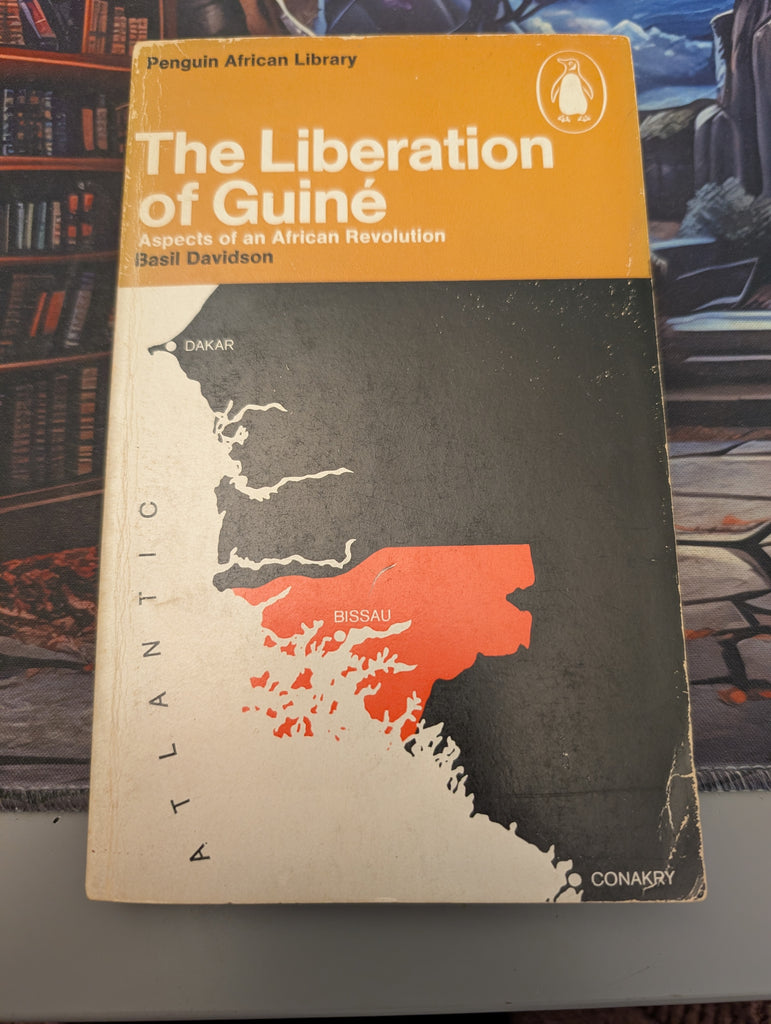 Penguin African Library
The Liberation
of Guiné
Aspects of an African Revolution
Basil Davidson
DAKAR
ATLANTIC
BISSAU
CONAKRY